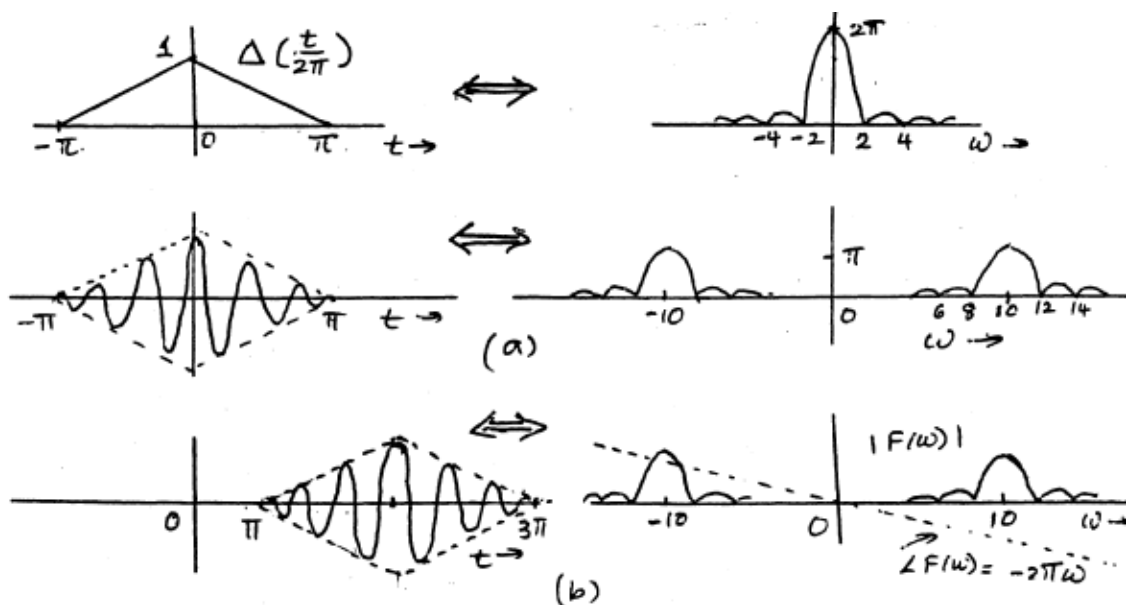 1 Δ(t/2π) ⟺ 2π
-π 0 π t → -4 -2 2 4 ω →
⟺ π
-π π t → -10 0 6 8 10 12 14
(a) ω →
⟺ |F(ω)|
0 π 3π -10 0 10 ω →
t → ∠F(ω) = -2πω
(b)